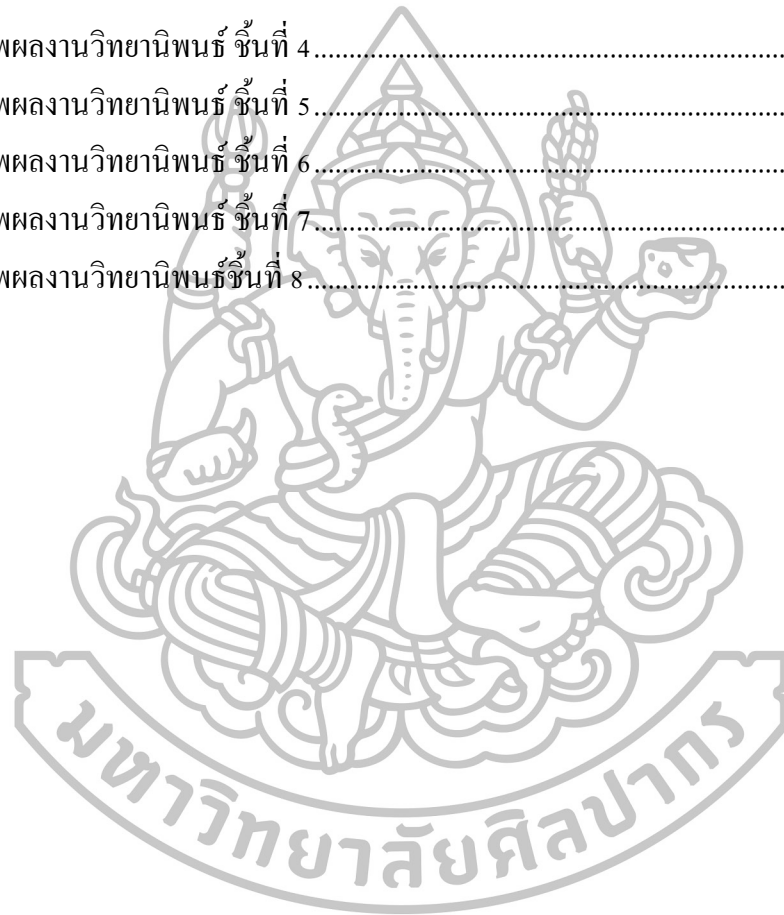 พผลงานวิทยานิพนธ์ ชิ้นที่ 4
พผลงานวิทยานิพนธ์ ชิ้นที่ 5
พผลงานวิทยานิพนธ์ ชิ้นที่ 6
พผลงานวิทยานิพนธ์ ชิ้นที่ 7
พผลงานวิทยานิพนธ์ชิ้นที่ 8
มหาวิทยาลัยศิลปากร